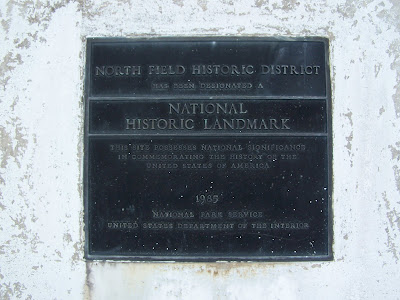 NORTH FIELD HISTORIC DISTRICT
HAS BEEN DESIGNATED A
NATIONAL
HISTORIC LANDMARK
THIS SITE POSSESSES NATIONAL SIGNIFICANCE
IN COMMEMORATING THE HISTORY OF THE
UNITED STATES OF AMERICA
1985
NATIONAL PARK SERVICE
UNITED STATES DEPARTMENT OF THE INTERIOR